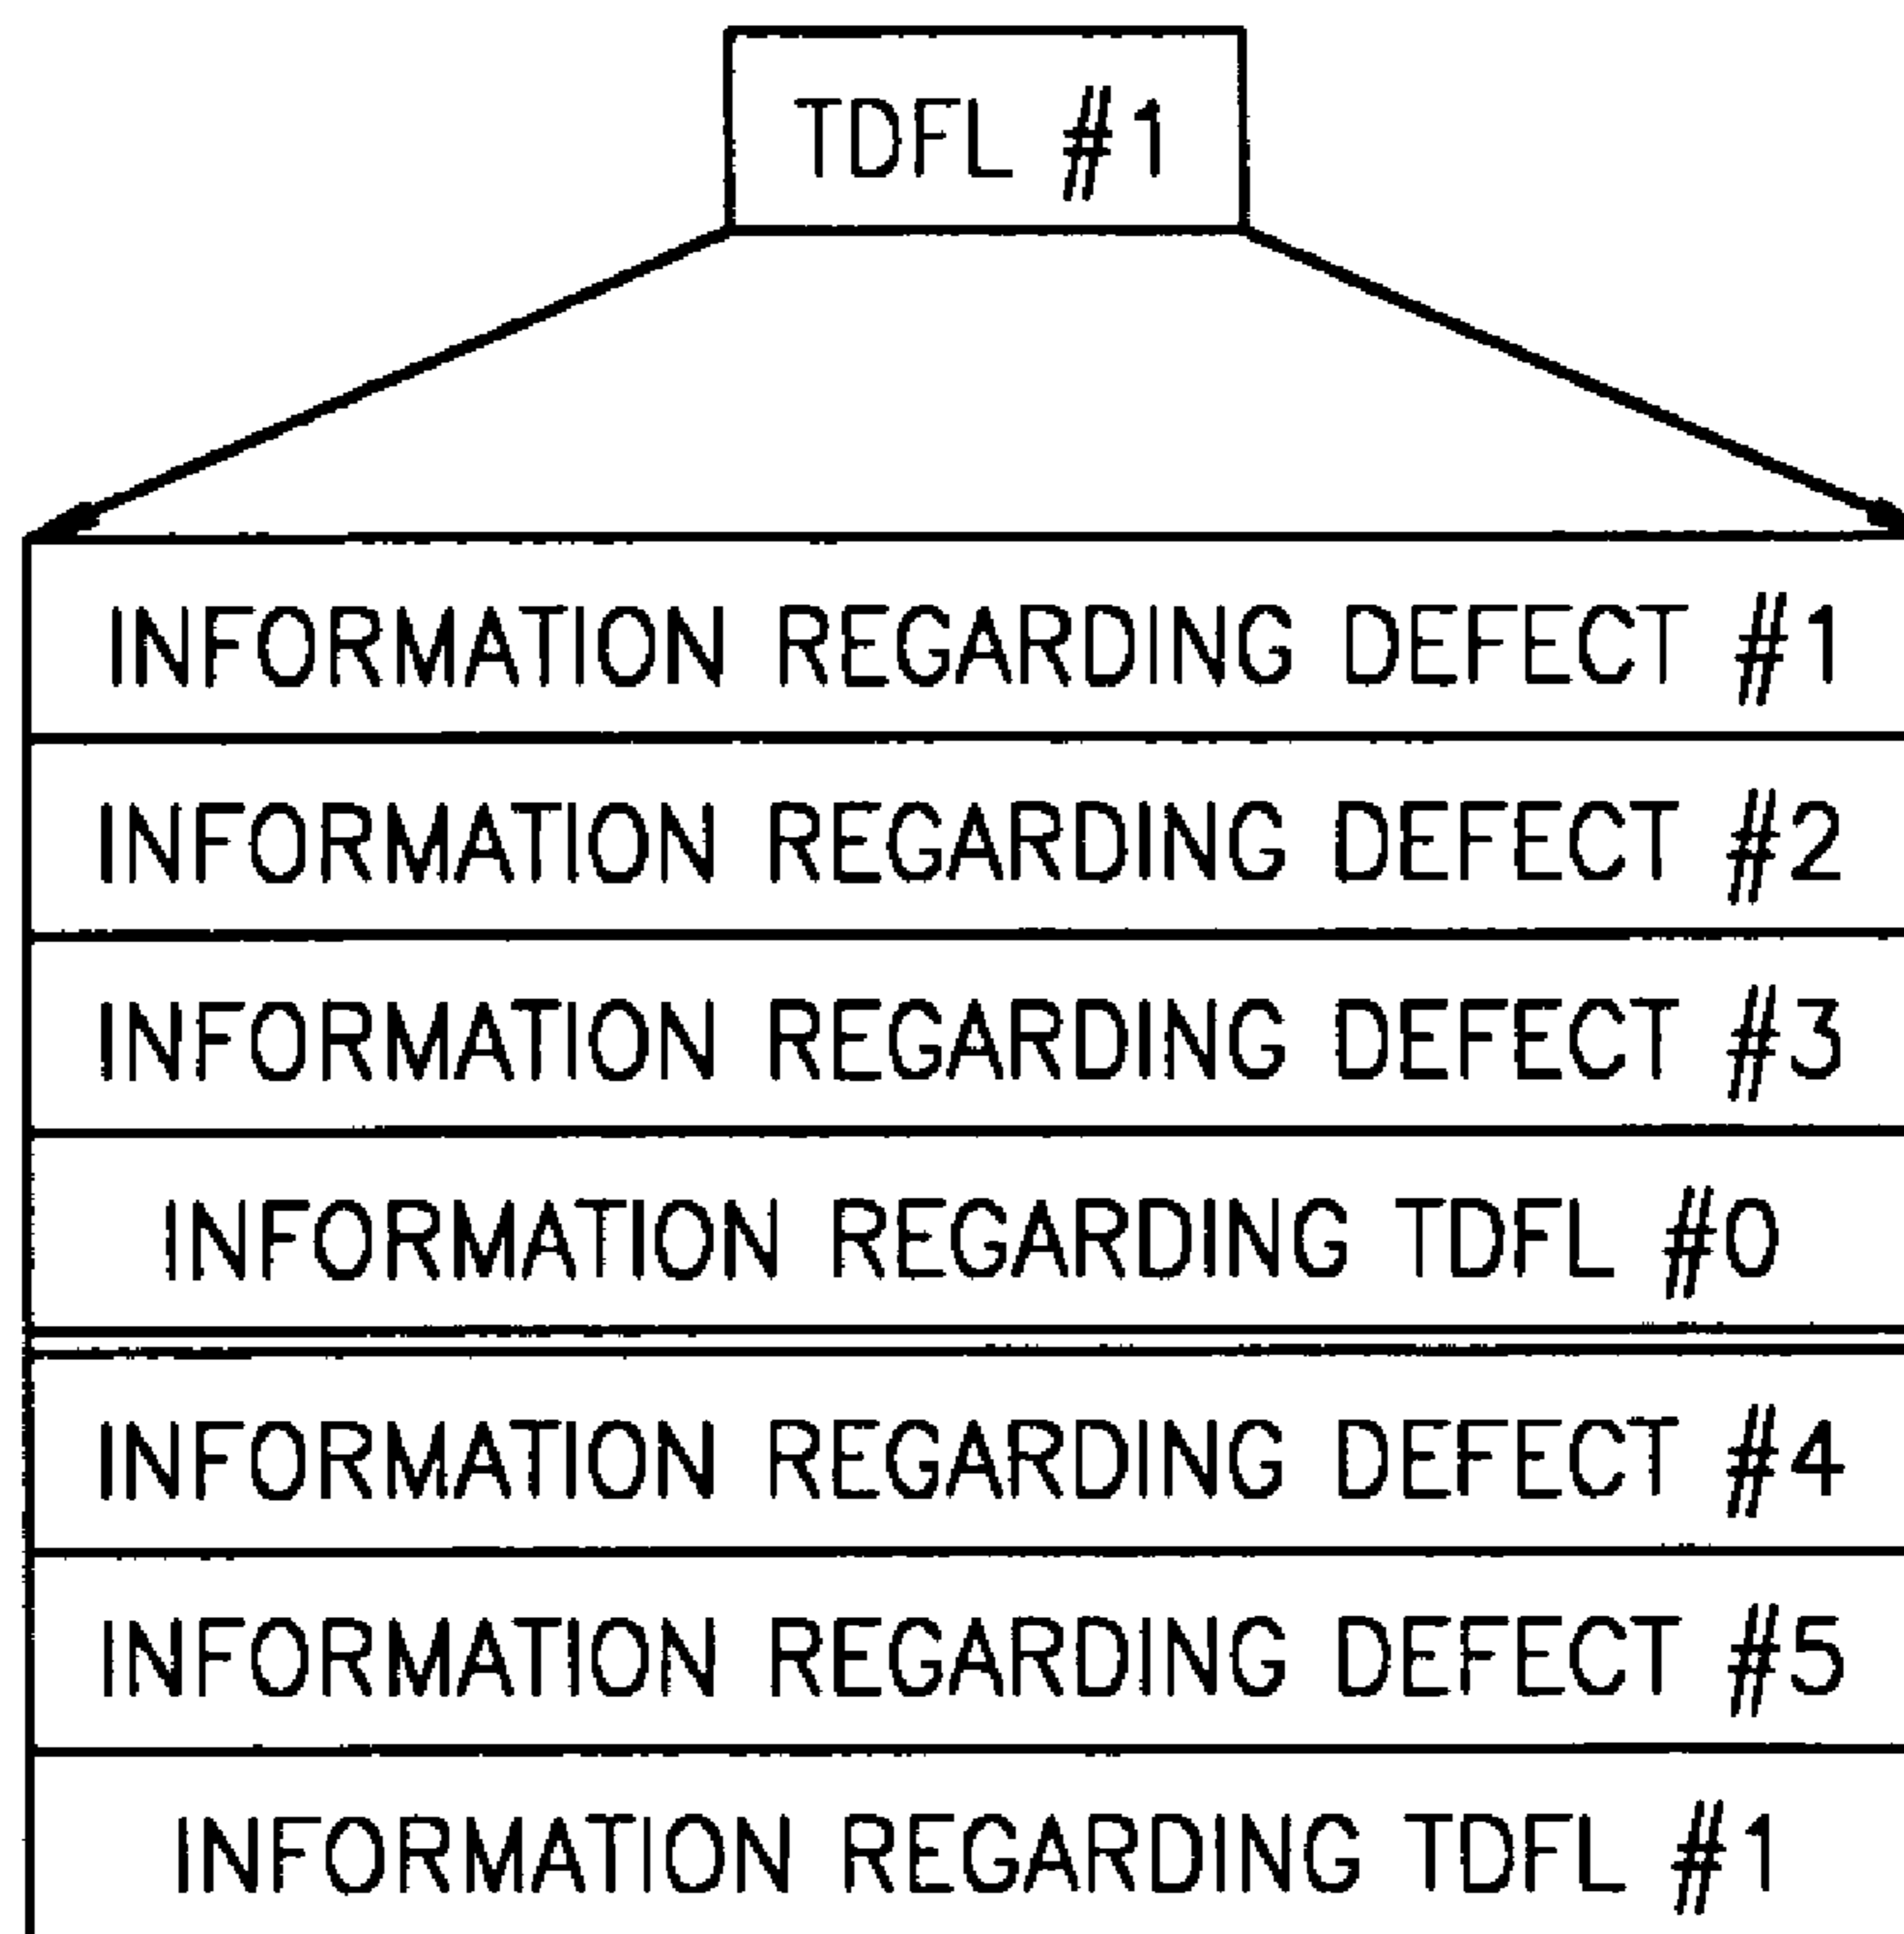 TDFL #1
INFORMATION REGARDING DEFECT #1
INFORMATION REGARDING DEFECT #2
INFORMATION REGARDING DEFECT #3
INFORMATION REGARDING TDFL #0
INFORMATION REGARDING DEFECT #4
INFORMATION REGARDING DEFECT #5
INFORMATION REGARDING TDFL #1